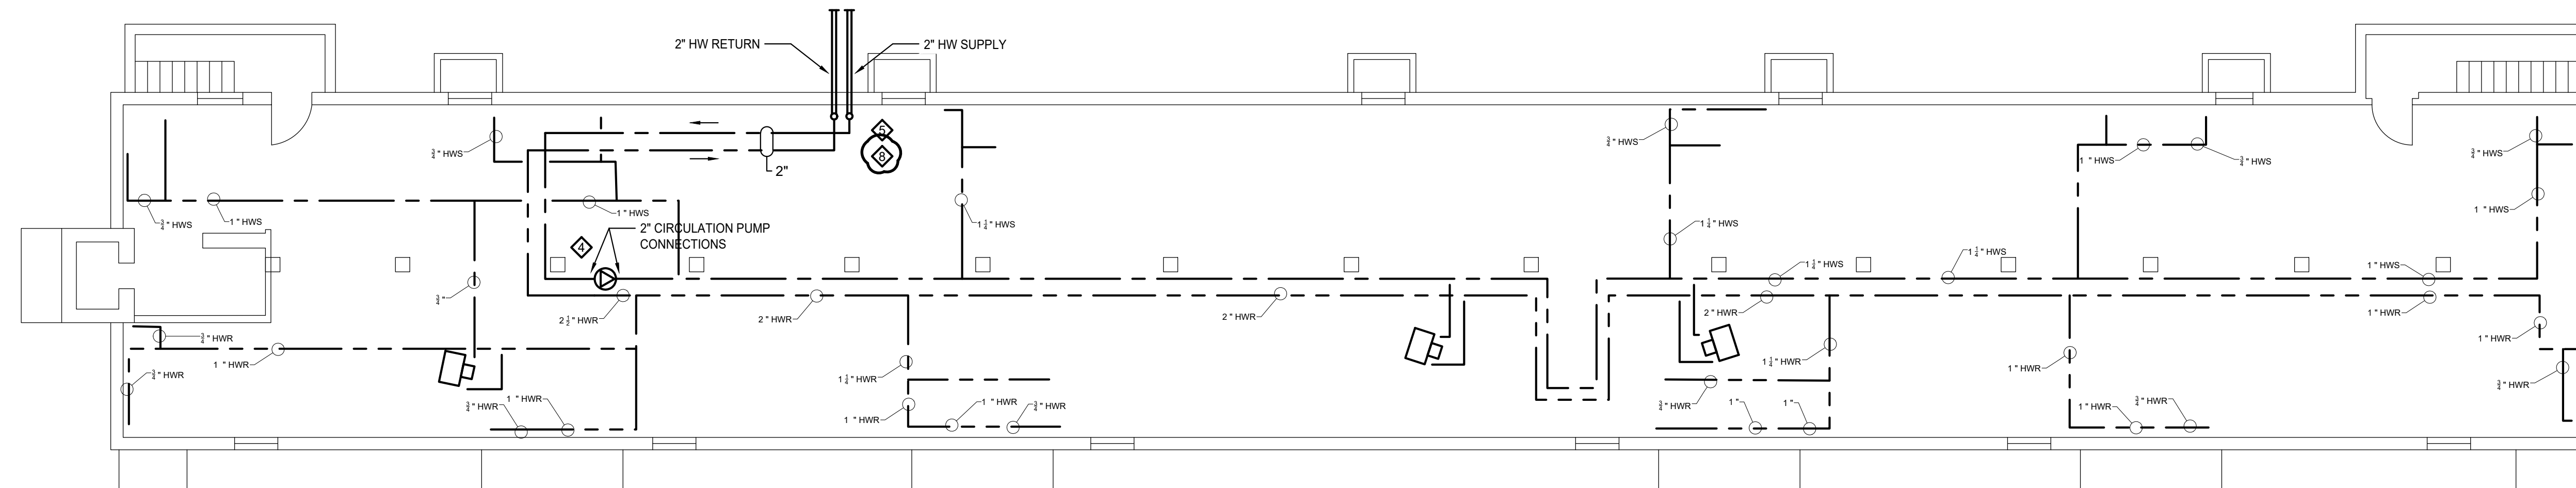 2" HW RETURN
2" HW SUPPLY
5
8
2"
3/4 " HWS
3/4 " HWS
1 " HWS
3/4 " HWS
1 " HWS
3/4 " HWS
3/4 " HWS
1 " HWS
1 " HWS
1 1/4 " HWS
1 1/4 " HWS
1 " HWS
2" CIRCULATION PUMP
CONNECTIONS
4
1 1/4 " HWS
1 1/4 " HWS
1 " HWS
3/4 "
2 1/2 " HWR
2 " HWR
2 " HWR
2 " HWR
1 " HWR
3/4 " HWR
1 " HWR
3/4 " HWR
1 1/4 " HWR
1 1/4 " HWR
1 " HWR
1 " HWR
3/4 " HWR
3/4 " HWR
1 " HWR
1 " HWR
1 " HWR
3/4 " HWR
3/4 " HWR
1 "
1 "
1 " HWR
3/4 " HWR